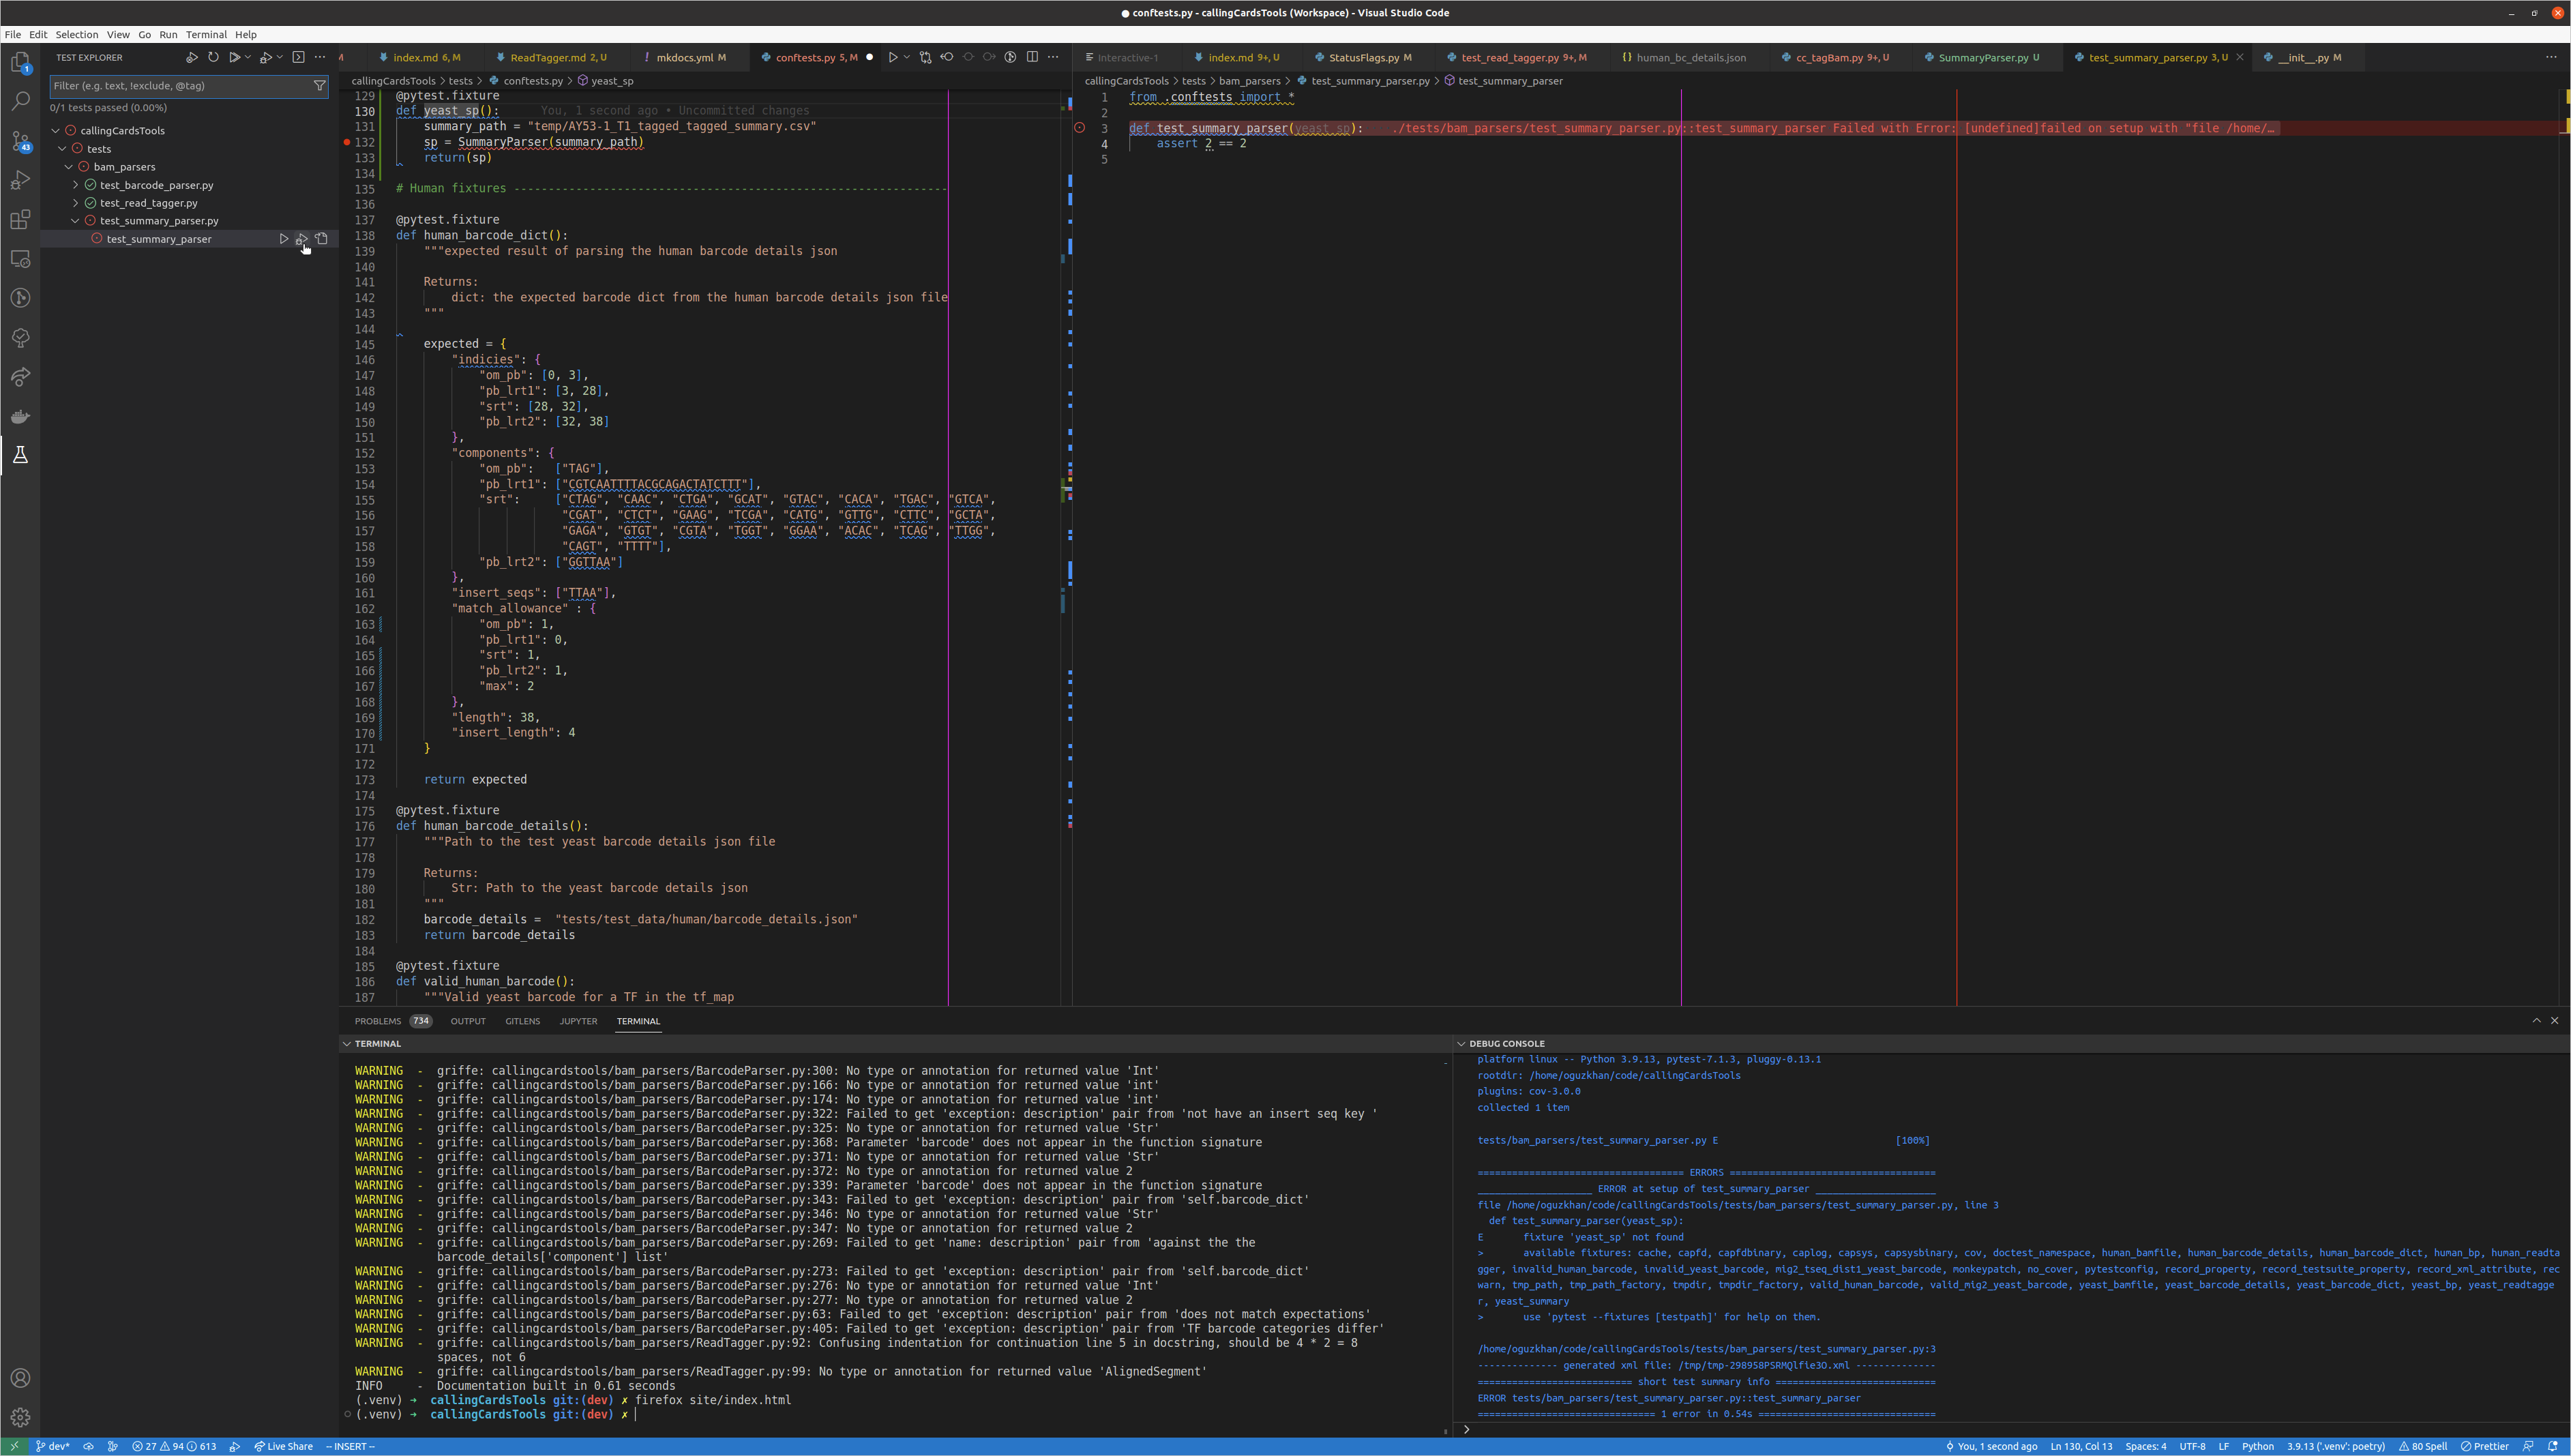 conftests.py - callingCardsTools (Workspace) - Visual Studio Code
File Edit Selection View Go Run Terminal Help
TEST EXPLORER
Filter (e.g. text, !exclude, @tag)
0/1 tests passed (0.00%)
callingCardsTools
tests
bam_parsers
test_barcode_parser.py
test_read_tagger.py
test_summary_parser.py
test_summary_parser
1
43
M index.md 6, M ReadTagger.md 2, U ! mkdocs.yml M conftests.py 5, M
callingCardsTools > tests > conftests.py > yeast_sp
129 @pytest.fixture
130 def yeast_sp(): You, 1 second ago • Uncommitted changes
131 summary_path = "temp/AY53-1_T1_tagged_tagged_summary.csv"
132 sp = SummaryParser(summary_path)
133 return(sp)
134
135 # Human fixtures ---------------------------------------------------------------
136
137 @pytest.fixture
138 def human_barcode_dict():
139 """expected result of parsing the human barcode details json
140
141 Returns:
142 dict: the expected barcode dict from the human barcode details json file
143 """
144
145 expected = {
146 "indicies": {
147 "om_pb": [0, 3],
148 "pb_lrt1": [3, 28],
149 "srt": [28, 32],
150 "pb_lrt2": [32, 38]
151 },
152 "components": {
153 "om_pb": ["TAG"],
154 "pb_lrt1": ["CGTCAATTTTACGCAGACTATCTTT"],
155 "srt": ["CTAG", "CAAC", "CTGA", "GCAT", "GTAC", "CACA", "TGAC", "GTCA",
156 "CGAT", "CTCT", "GAAG", "TCGA", "CATG", "GTTG", "CTTC", "GCTA",
157 "GAGA", "GTGT", "CGTA", "TGGT", "GGAA", "ACAC", "TCAG", "TTGG",
158 "CAGT", "TTTT"],
159 "pb_lrt2": ["GGTTAA"]
160 },
161 "insert_seqs": ["TTAA"],
162 "match_allowance" : {
163 "om_pb": 1,
164 "pb_lrt1": 0,
165 "srt": 1,
166 "pb_lrt2": 1,
167 "max": 2
168 },
169 "length": 38,
170 "insert_length": 4
171 }
172
173 return expected
174
175 @pytest.fixture
176 def human_barcode_details():
177 """Path to the test yeast barcode details json file
178
179 Returns:
180 Str: Path to the yeast barcode details json
181 """
182 barcode_details = "tests/test_data/human/barcode_details.json"
183 return barcode_details
184
185 @pytest.fixture
186 def valid_human_barcode():
187 """Valid yeast barcode for a TF in the tf_map
Interactive-1 index.md 9+, U StatusFlags.py M test_read_tagger.py 9+, M human_bc_details.json cc_tagBam.py 9+, U SummaryParser.py U test_summary_parser.py 3, U __init__.py M
callingCardsTools > tests > bam_parsers > test_summary_parser.py > test_summary_parser
1 from .conftests import *
2
3 def test_summary_parser(yeast_sp): ./tests/bam_parsers/test_summary_parser.py::test_summary_parser Failed with Error: [undefined]failed on setup with "file /home/…
4 assert 2 == 2
5
PROBLEMS 734 OUTPUT GITLENS JUPYTER TERMINAL
TERMINAL
WARNING - griffe: callingcardstools/bam_parsers/BarcodeParser.py:300: No type or annotation for returned value 'Int'
WARNING - griffe: callingcardstools/bam_parsers/BarcodeParser.py:166: No type or annotation for returned value 'int'
WARNING - griffe: callingcardstools/bam_parsers/BarcodeParser.py:174: No type or annotation for returned value 'int'
WARNING - griffe: callingcardstools/bam_parsers/BarcodeParser.py:322: Failed to get 'exception: description' pair from 'not have an insert seq key '
WARNING - griffe: callingcardstools/bam_parsers/BarcodeParser.py:325: No type or annotation for returned value 'Str'
WARNING - griffe: callingcardstools/bam_parsers/BarcodeParser.py:368: Parameter 'barcode' does not appear in the function signature
WARNING - griffe: callingcardstools/bam_parsers/BarcodeParser.py:371: No type or annotation for returned value 'Str'
WARNING - griffe: callingcardstools/bam_parsers/BarcodeParser.py:372: No type or annotation for returned value 2
WARNING - griffe: callingcardstools/bam_parsers/BarcodeParser.py:339: Parameter 'barcode' does not appear in the function signature
WARNING - griffe: callingcardstools/bam_parsers/BarcodeParser.py:343: Failed to get 'exception: description' pair from 'self.barcode_dict'
WARNING - griffe: callingcardstools/bam_parsers/BarcodeParser.py:346: No type or annotation for returned value 'Str'
WARNING - griffe: callingcardstools/bam_parsers/BarcodeParser.py:347: No type or annotation for returned value 2
WARNING - griffe: callingcardstools/bam_parsers/BarcodeParser.py:269: Failed to get 'name: description' pair from 'against the the
barcode_details['component'] list'
WARNING - griffe: callingcardstools/bam_parsers/BarcodeParser.py:273: Failed to get 'exception: description' pair from 'self.barcode_dict'
WARNING - griffe: callingcardstools/bam_parsers/BarcodeParser.py:276: No type or annotation for returned value 'Int'
WARNING - griffe: callingcardstools/bam_parsers/BarcodeParser.py:277: No type or annotation for returned value 2
WARNING - griffe: callingcardstools/bam_parsers/BarcodeParser.py:63: Failed to get 'exception: description' pair from 'does not match expectations'
WARNING - griffe: callingcardstools/bam_parsers/BarcodeParser.py:405: Failed to get 'exception: description' pair from 'TF barcode categories differ'
WARNING - griffe: callingcardstools/bam_parsers/ReadTagger.py:92: Confusing indentation for continuation line 5 in docstring, should be 4 * 2 = 8
spaces, not 6
WARNING - griffe: callingcardstools/bam_parsers/ReadTagger.py:99: No type or annotation for returned value 'AlignedSegment'
INFO - Documentation built in 0.61 seconds
(.venv) → callingCardsTools git:(dev) ✗ firefox site/index.html
(.venv) → callingCardsTools git:(dev) ✗
DEBUG CONSOLE
platform linux -- Python 3.9.13, pytest-7.1.3, pluggy-0.13.1
rootdir: /home/oguzkhan/code/callingCardsTools
plugins: cov-3.0.0
collected 1 item
tests/bam_parsers/test_summary_parser.py E [100%]
==================================== ERRORS ====================================
____________________ ERROR at setup of test_summary_parser _____________________
file /home/oguzkhan/code/callingCardsTools/tests/bam_parsers/test_summary_parser.py, line 3
def test_summary_parser(yeast_sp):
E fixture 'yeast_sp' not found
> available fixtures: cache, capfd, capfdbinary, caplog, capsys, capsysbinary, cov, doctest_namespace, human_bamfile, human_barcode_details, human_barcode_dict, human_bp, human_readta
gger, invalid_human_barcode, invalid_yeast_barcode, mig2_tseq_dist1_yeast_barcode, monkeypatch, no_cover, pytestconfig, record_property, record_testsuite_property, record_xml_attribute, rec
warn, tmp_path, tmp_path_factory, tmpdir, tmpdir_factory, valid_human_barcode, valid_mig2_yeast_barcode, yeast_bamfile, yeast_barcode_details, yeast_barcode_dict, yeast_bp, yeast_readtagge
r, yeast_summary
> use 'pytest --fixtures [testpath]' for help on them.
/home/oguzkhan/code/callingCardsTools/tests/bam_parsers/test_summary_parser.py:3
-------------- generated xml file: /tmp/tmp-298958PSRMQlfie3O.xml --------------
=========================== short test summary info ============================
ERROR tests/bam_parsers/test_summary_parser.py::test_summary_parser
=============================== 1 error in 0.54s ===============================
dev* 27 94 613 Live Share -- INSERT -- You, 1 second ago Ln 130, Col 13 Spaces: 4 UTF-8 LF Python 3.9.13 ('.venv': poetry) 80 Spell Prettier